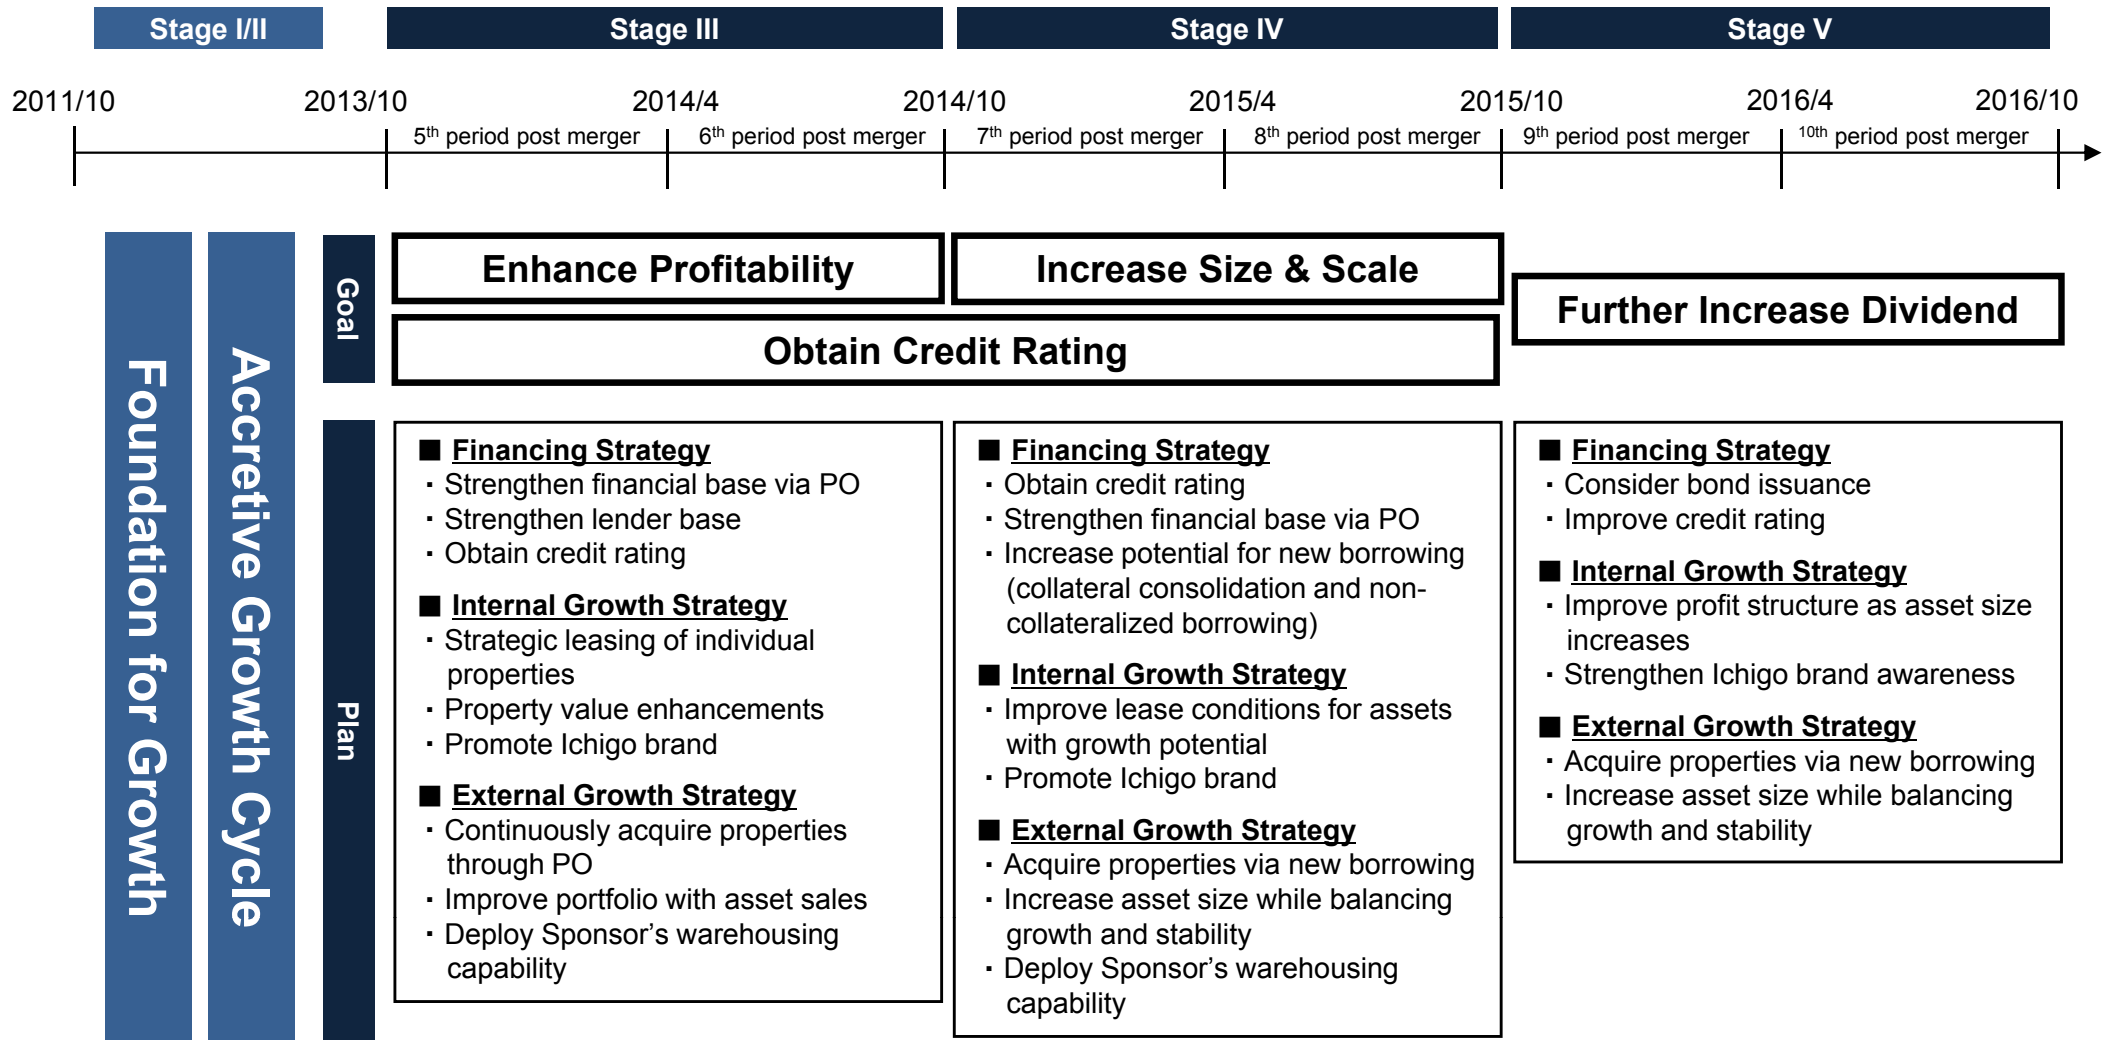 Stage I/II
Stage III
Stage IV
Stage V
2011/10
2013/10
2014/4
2014/10
2015/4
2015/10
2016/4
2016/10
5th period post merger
6th period post merger
7th period post merger
8th period post merger
9th period post merger
10th period post merger
Foundation for Growth
Accretive Growth Cycle
Goal
Enhance Profitability
Increase Size & Scale
Obtain Credit Rating
Further Increase Dividend
Plan
■ Financing Strategy
・Strengthen financial base via PO
・Strengthen lender base
・Obtain credit rating
■ Internal Growth Strategy
・Strategic leasing of individual
properties
・Property value enhancements
・Promote Ichigo brand
■ External Growth Strategy
・Continuously acquire properties
through PO
・Improve portfolio with asset sales
・Deploy Sponsor’s warehousing
capability
■ Financing Strategy
・Obtain credit rating
・Strengthen financial base via PO
・Increase potential for new borrowing
(collateral consolidation and non-
collateralized borrowing)
■ Internal Growth Strategy
・Improve lease conditions for assets
with growth potential
・Promote Ichigo brand
■ External Growth Strategy
・Acquire properties via new borrowing
・Increase asset size while balancing
growth and stability
・Deploy Sponsor’s warehousing
capability
■ Financing Strategy
・Consider bond issuance
・Improve credit rating
■ Internal Growth Strategy
・Improve profit structure as asset size
increases
・Strengthen Ichigo brand awareness
■ External Growth Strategy
・Acquire properties via new borrowing
・Increase asset size while balancing
growth and stability